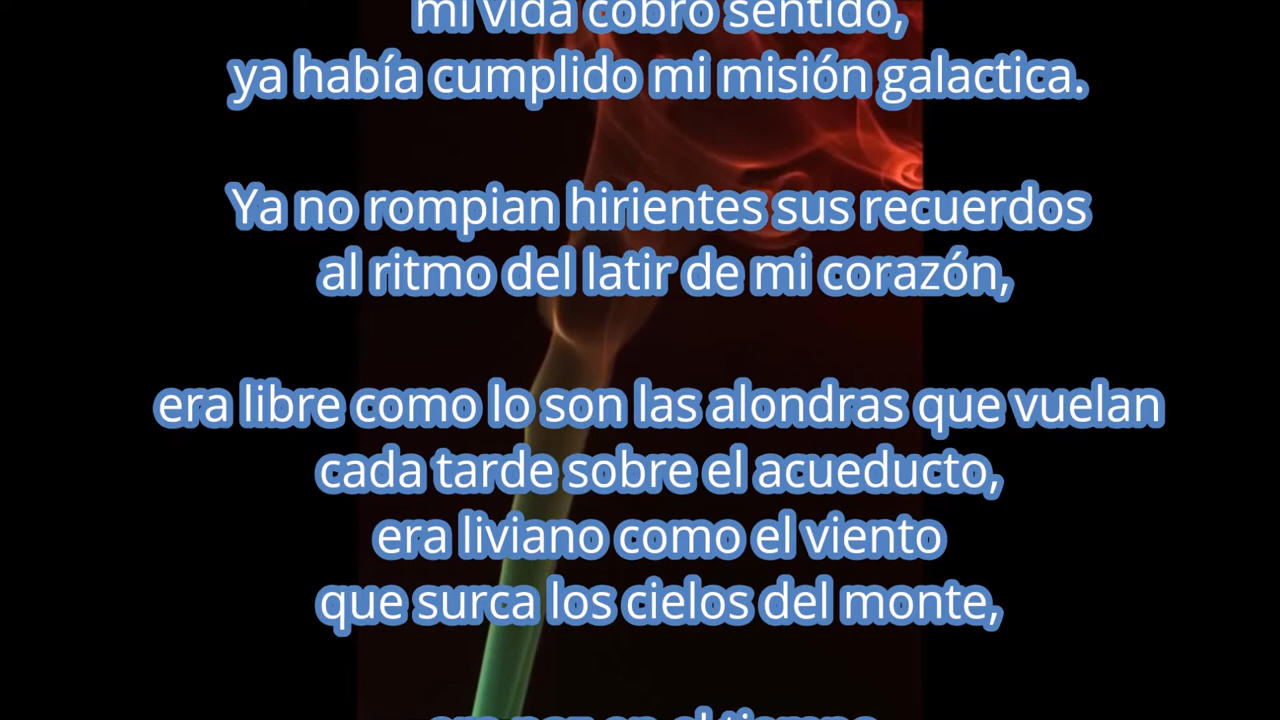 mi vida cobro sentido,
ya había cumplido mi misión galactica.
Ya no rompian hirientes sus recuerdos
al ritmo del latir de mi corazón,
era libre como lo son las alondras que vuelan
cada tarde sobre el acueducto,
era liviano como el viento
que surca los cielos del monte,